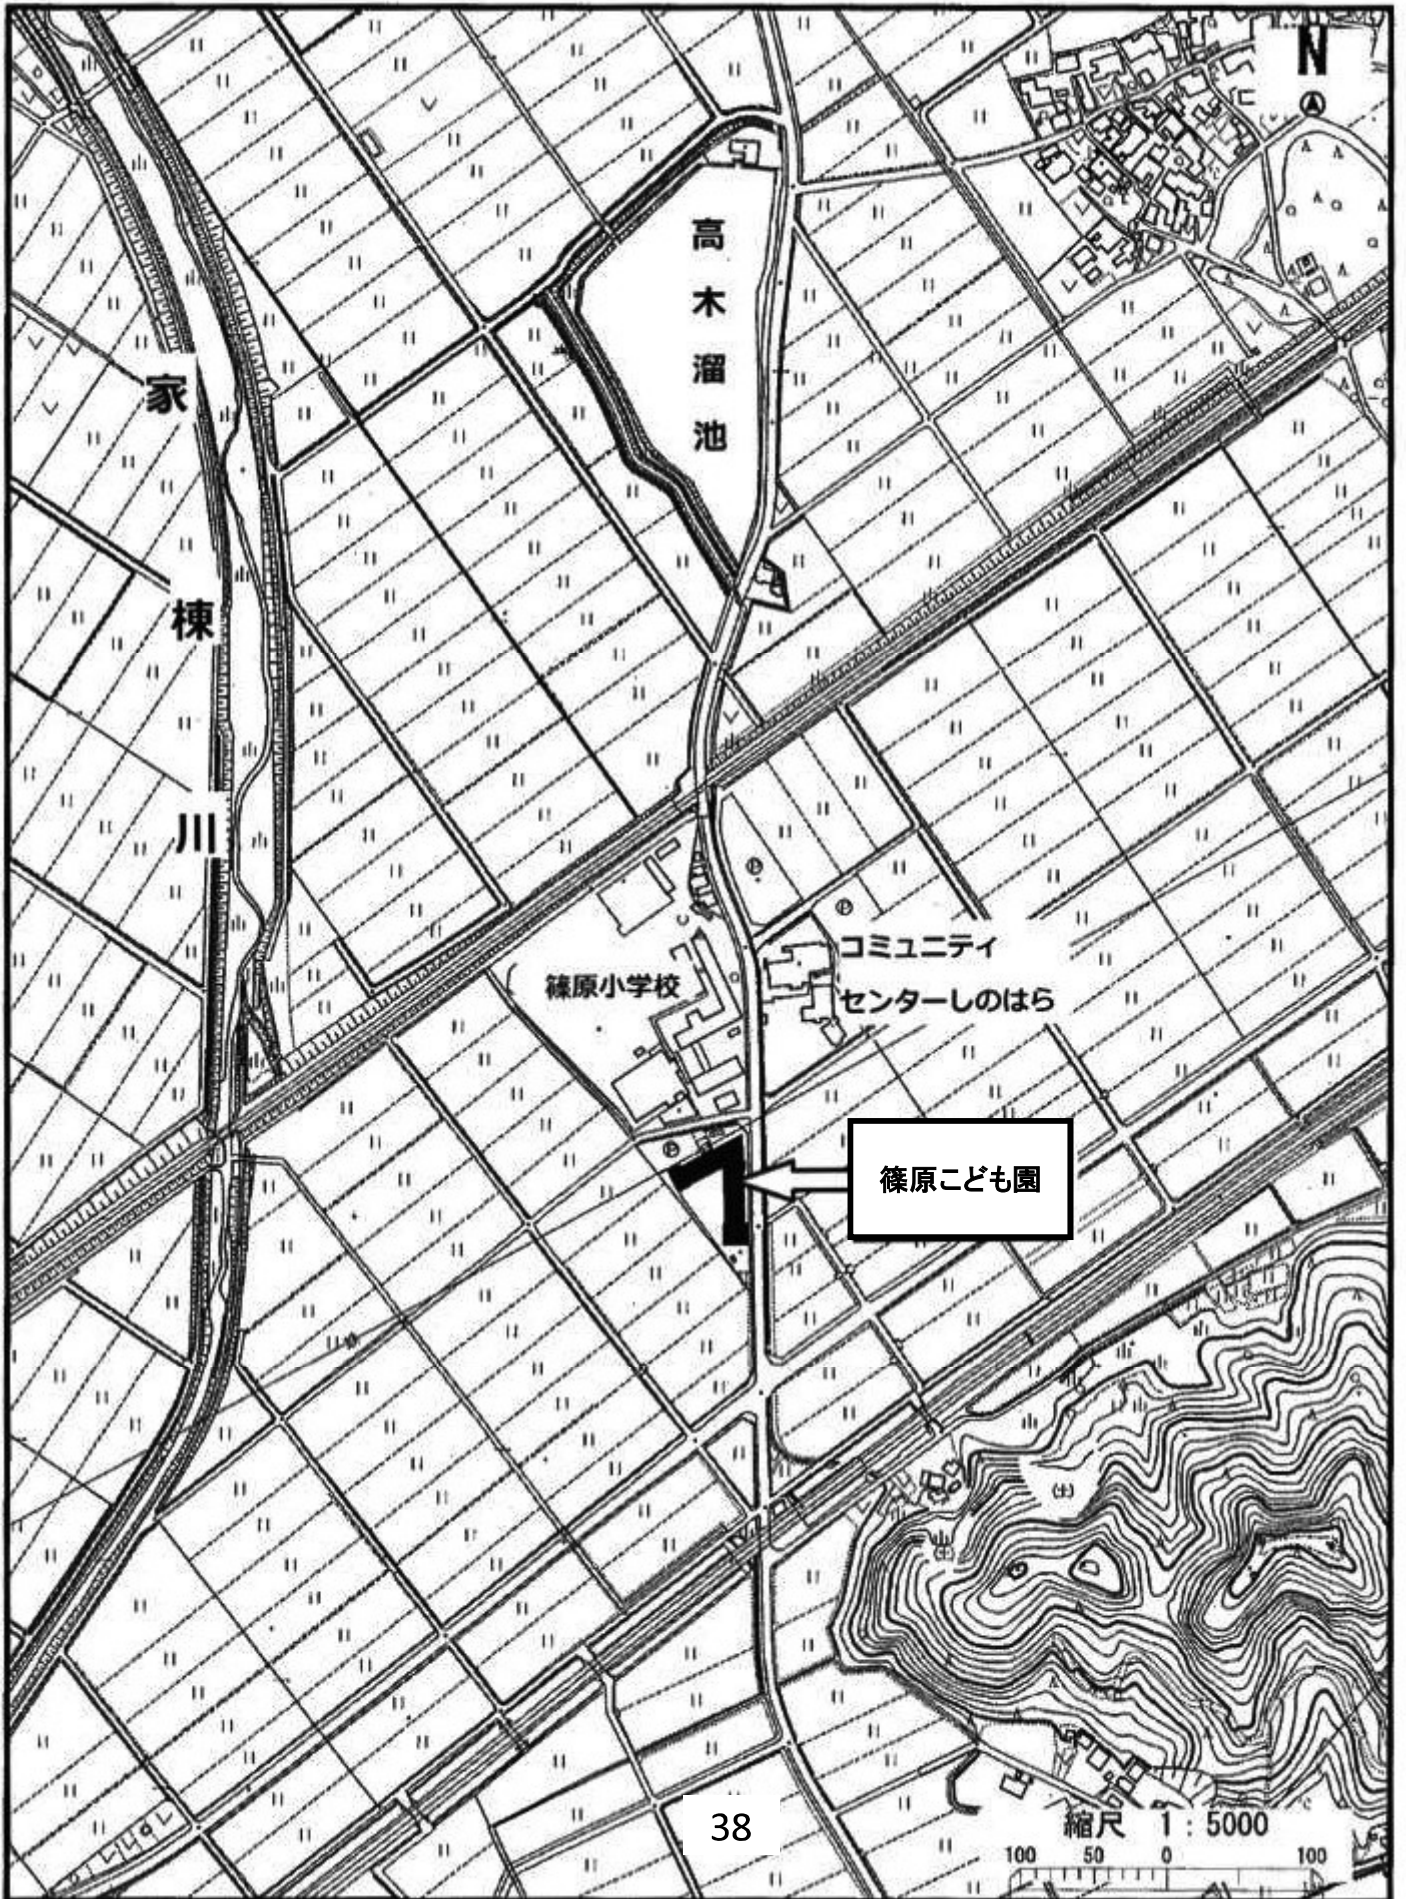 N
高木溜池
家棟川
コミュニティ
センターしのはら
篠原小学校
篠原こども園
38
縮尺 1:5000
100 50 0 100